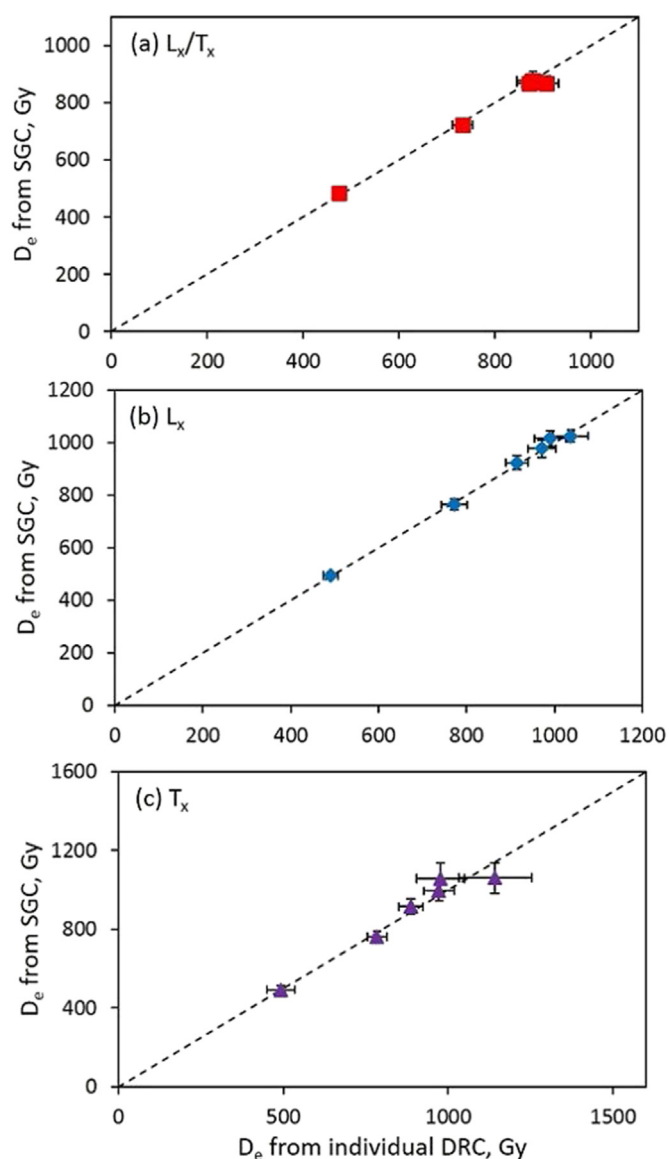 (a) Lx/Tx
De from SGC, Gy
1000
800
600
400
200
0
0 200 400 600 800 1000
(b) Lx
De from SGC, Gy
1200
1000
800
600
400
200
0
0 200 400 600 800 1000 1200
(c) Tx
De from SGC, Gy
1600
1200
800
400
0
0 500 1000 1500
De from individual DRC, Gy